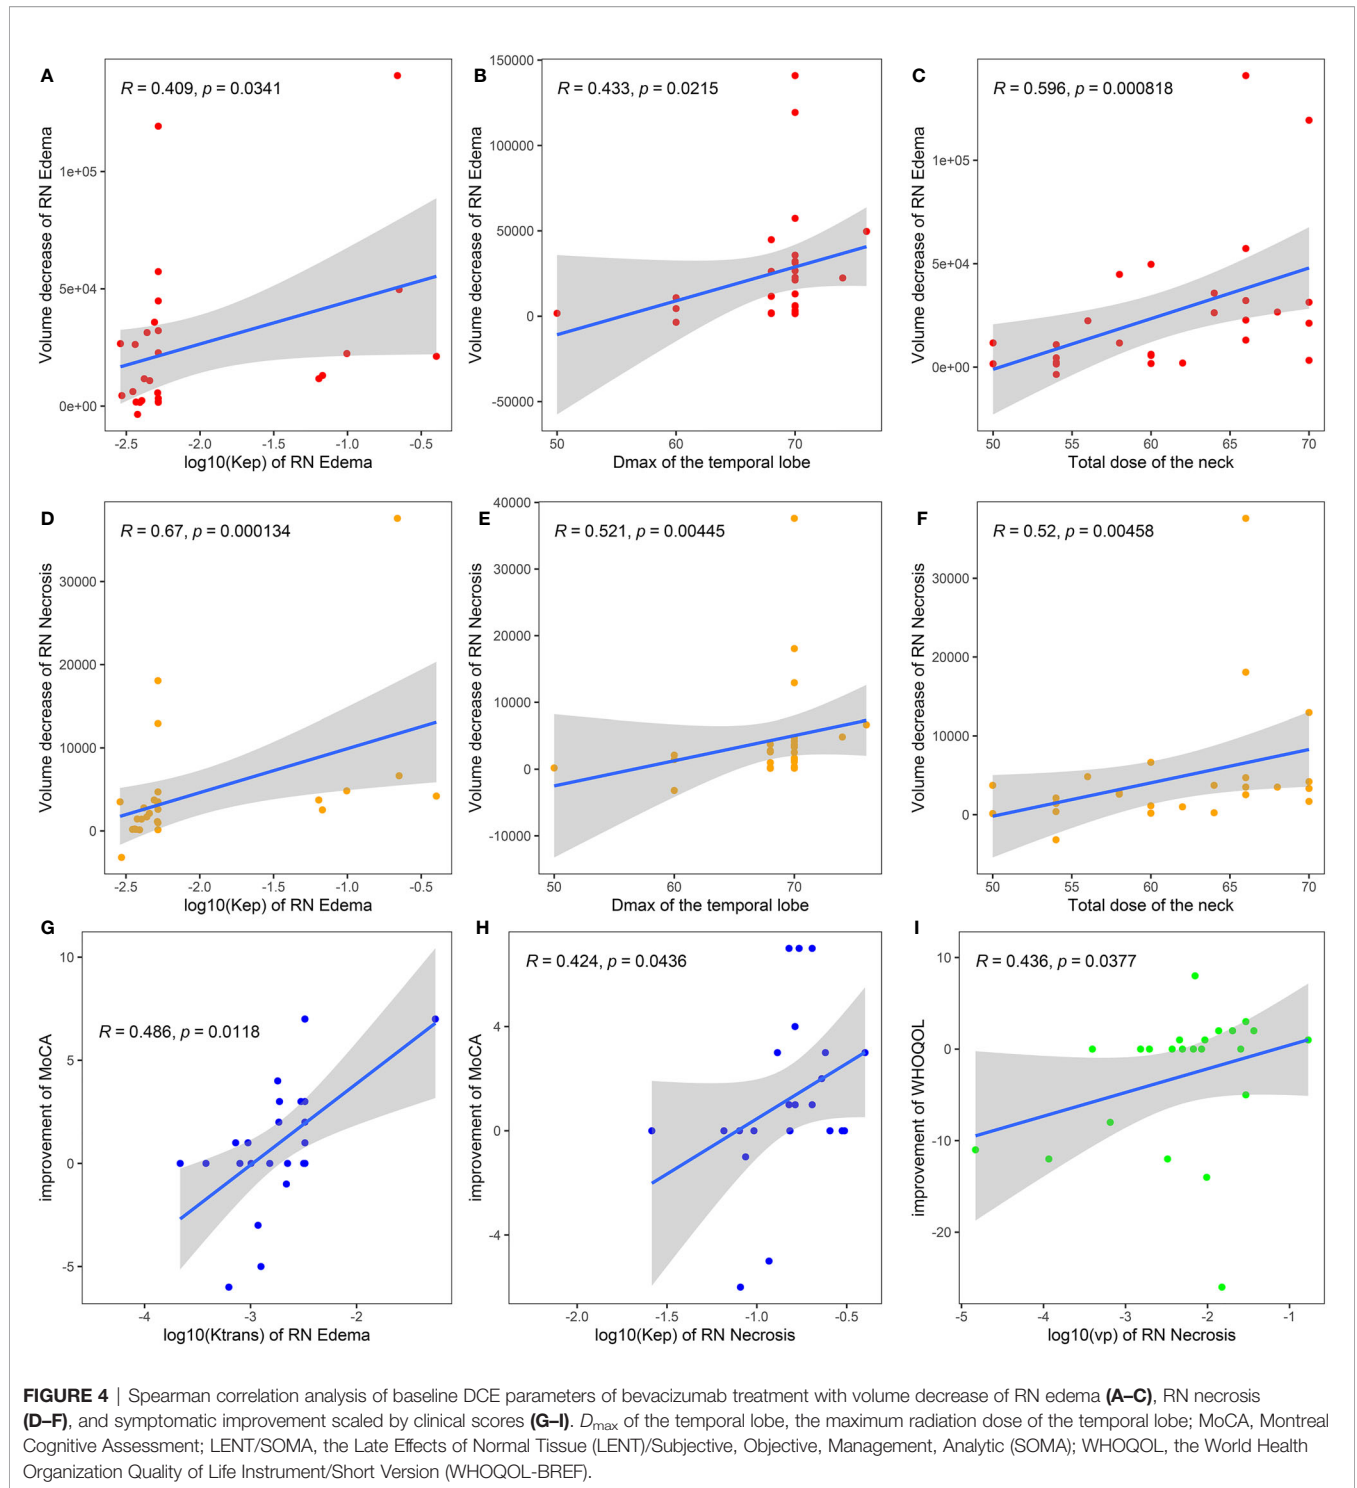 A
R = 0.409, p = 0.0341
Volume decrease of RN Edema
1e+05
5e+04
0e+00
-2.5 -2.0 -1.5 -1.0 -0.5
log10(Kep) of RN Edema
B
R = 0.433, p = 0.0215
Volume decrease of RN Edema
150000
100000
50000
0
-50000
50 60 70
Dmax of the temporal lobe
C
R = 0.596, p = 0.000818
Volume decrease of RN Edema
1e+05
5e+04
0e+00
50 55 60 65 70
Total dose of the neck
D
R = 0.67, p = 0.000134
Volume decrease of RN Necrosis
30000
20000
10000
0
-2.5 -2.0 -1.5 -1.0 -0.5
log10(Kep) of RN Edema
E
R = 0.521, p = 0.00445
Volume decrease of RN Necrosis
40000
30000
20000
10000
0
-10000
50 60 70
Dmax of the temporal lobe
F
R = 0.52, p = 0.00458
Volume decrease of RN Necrosis
30000
20000
10000
0
50 55 60 65 70
Total dose of the neck
G
R = 0.486, p = 0.0118
improvement of MoCA
10
5
0
-5
-4 -3 -2
log10(Ktrans) of RN Edema
H
R = 0.424, p = 0.0436
improvement of MoCA
4
0
-4
-2.0 -1.5 -1.0 -0.5
log10(Kep) of RN Necrosis
I
R = 0.436, p = 0.0377
improvement of WHOQOL
10
0
-10
-20
-5 -4 -3 -2 -1
log10(vp) of RN Necrosis
FIGURE 4 | Spearman correlation analysis of baseline DCE parameters of bevacizumab treatment with volume decrease of RN edema (A–C), RN necrosis
(D–F), and symptomatic improvement scaled by clinical scores (G–I). Dmax of the temporal lobe, the maximum radiation dose of the temporal lobe; MoCA, Montreal
Cognitive Assessment; LENT/SOMA, the Late Effects of Normal Tissue (LENT)/Subjective, Objective, Management, Analytic (SOMA); WHOQOL, the World Health
Organization Quality of Life Instrument/Short Version (WHOQOL-BREF).